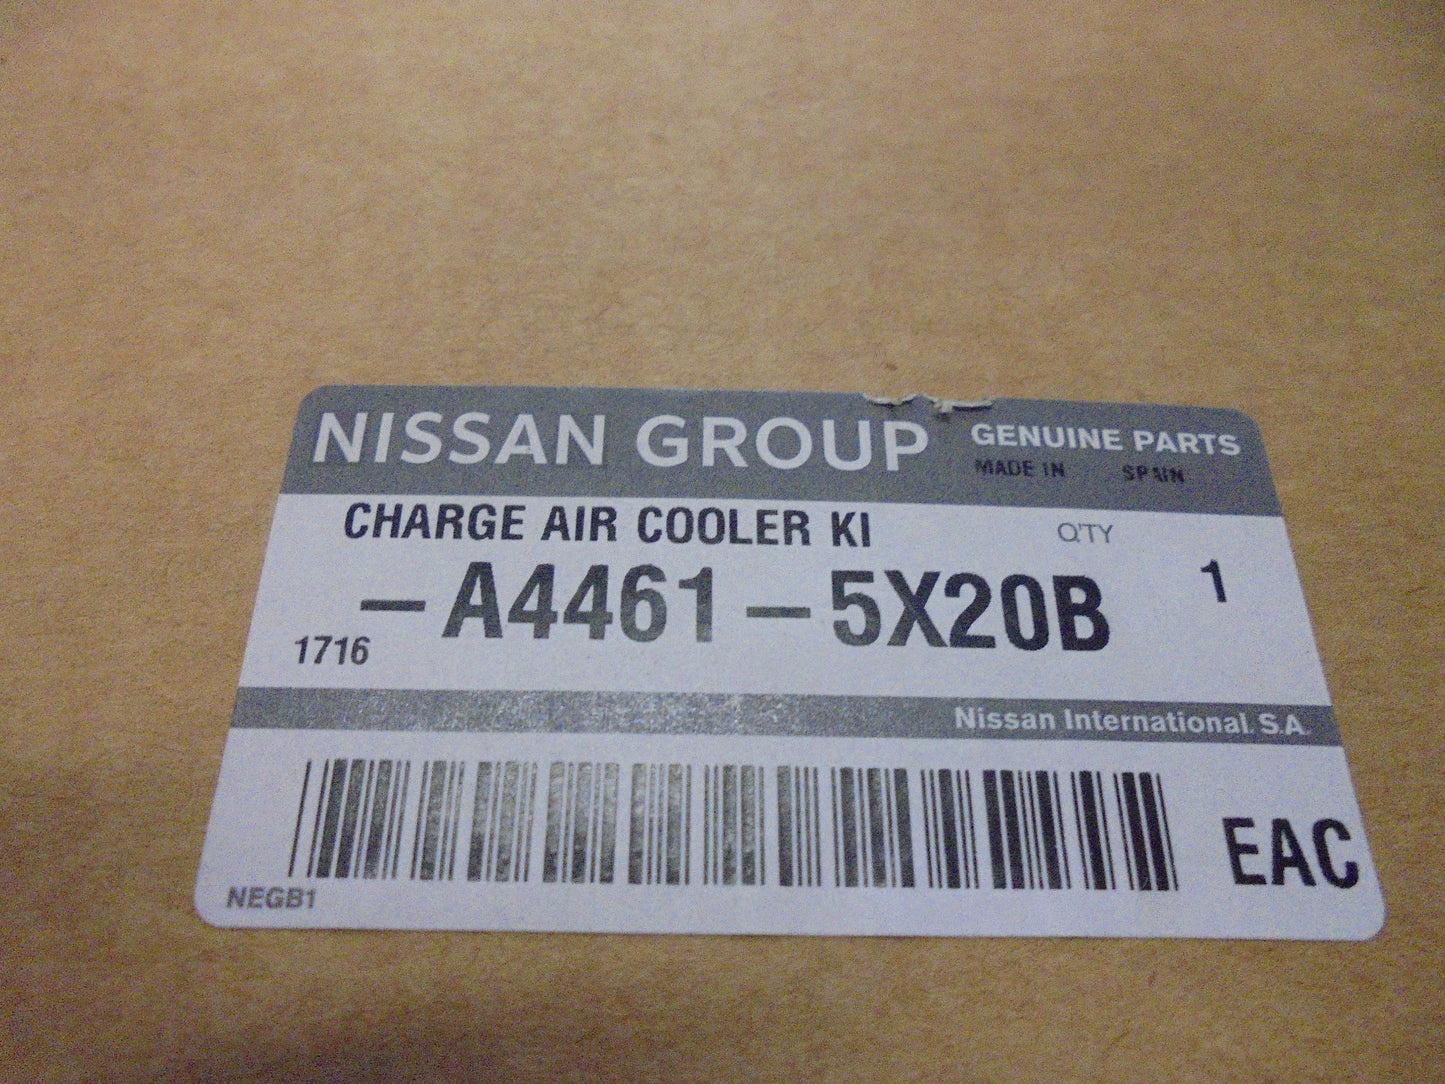 NISSAN GROUP GENUINE PARTS
MADE IN SPAIN
CHARGE AIR COOLER KI Q'TY
- A4461 - 5X20B 1
1716
Nissan International. S.A.
EAC
NEGB1